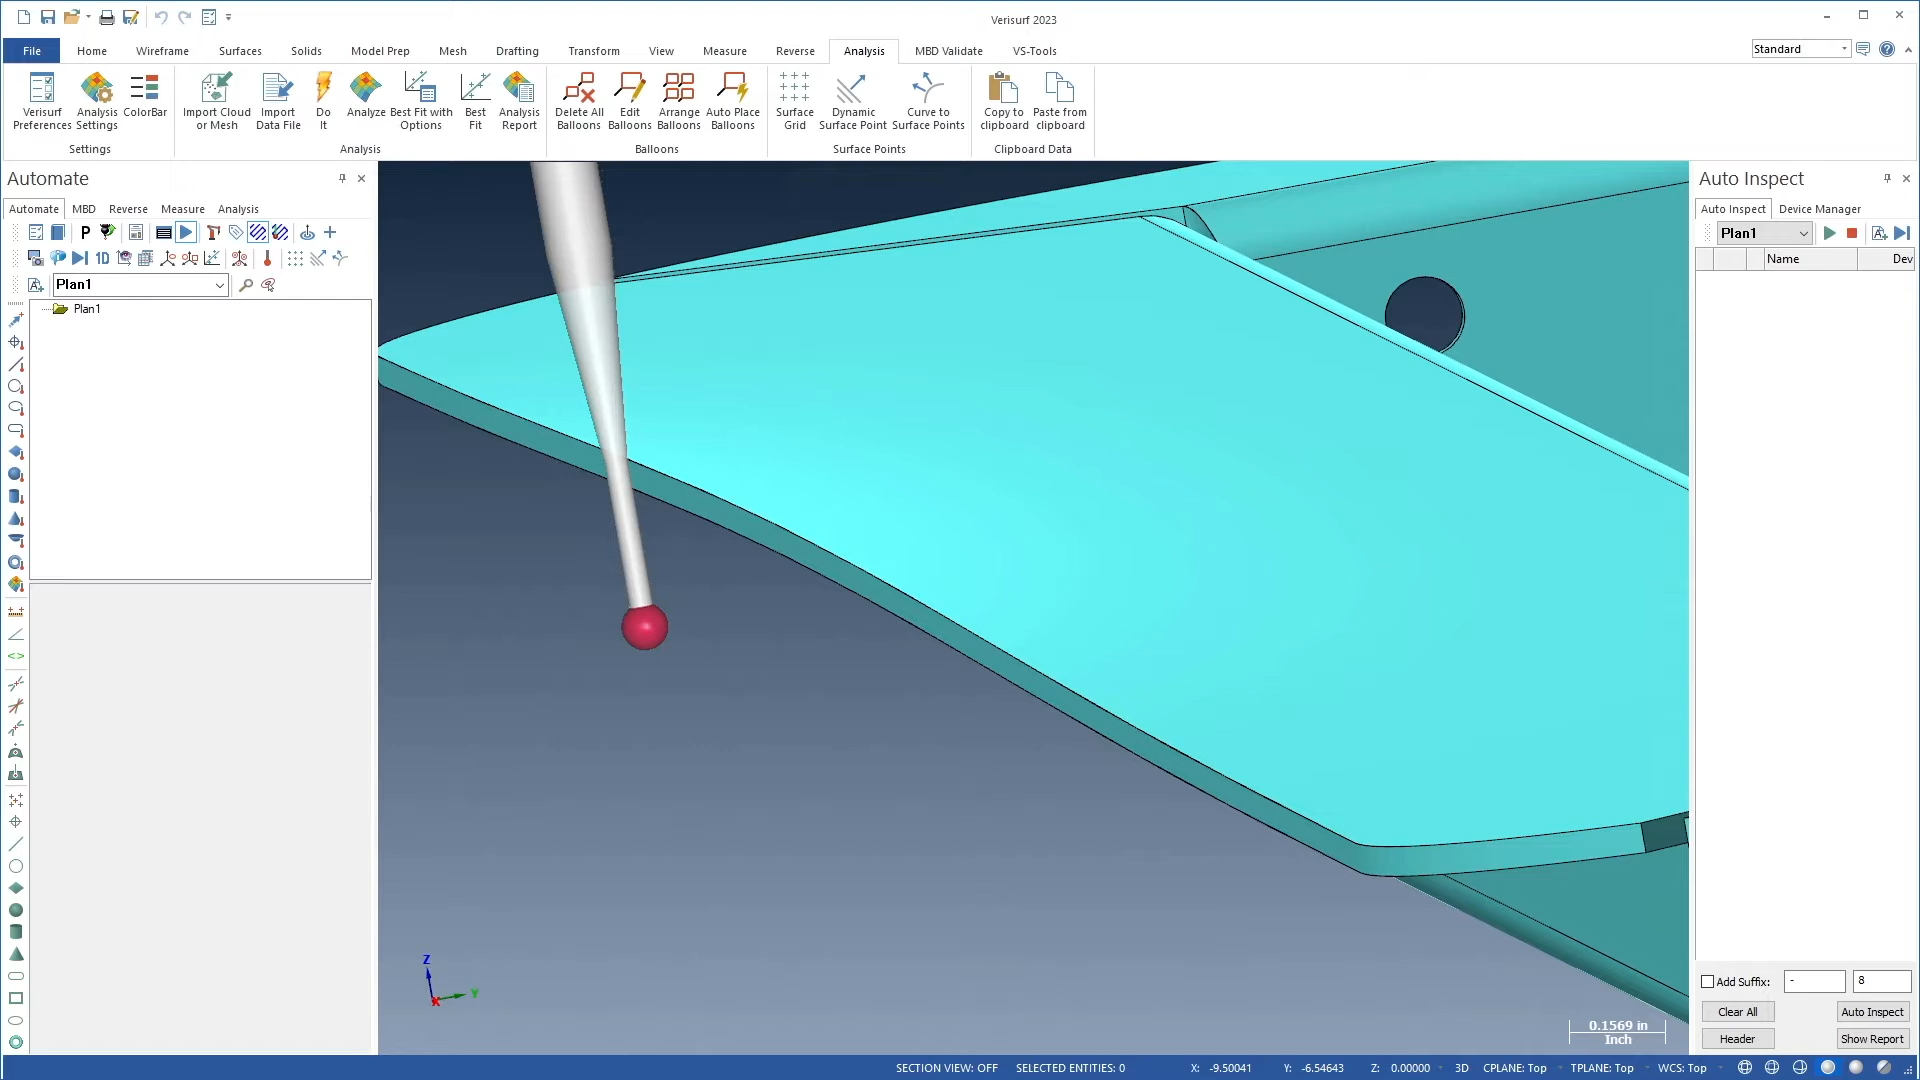 Verisurf 2023
File Home Wireframe Surfaces Solids Model Prep Mesh Drafting Transform View Measure Reverse Analysis MBD Validate VS-Tools Standard
Verisurf Preferences
Analysis Settings
ColorBar
Settings
Import Cloud or Mesh
Import Data File
Do It
Analyze
Best Fit with Options
Best Fit
Analysis Report
Analysis
Delete All Balloons
Edit Balloons
Arrange Balloons
Auto Place Balloons
Balloons
Surface Grid
Dynamic Surface Point
Curve to Surface Points
Surface Points
Copy to clipboard
Paste from clipboard
Clipboard Data
Automate
Automate MBD Reverse Measure Analysis
P
1D
Plan1
Plan1
Z
X
Y
0.1569 in
Inch
Auto Inspect
Auto Inspect Device Manager
Plan1
Name Dev
Add Suffix: - 8
Clear All Auto Inspect
Header Show Report
SECTION VIEW: OFF SELECTED ENTITIES: 0 X: -9.50041 Y: -6.54643 Z: 0.00000 3D CPLANE: Top TPLANE: Top WCS: Top